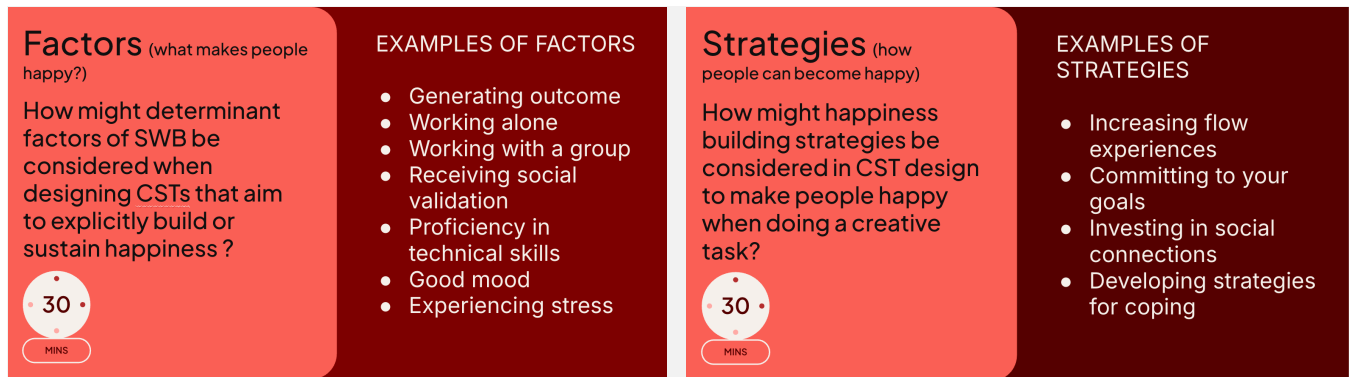 Factors (what makes people
happy?)
How might determinant
factors of SWB be
considered when
designing CSTs that aim
to explicitly build or
sustain happiness ?
30
MINS
EXAMPLES OF FACTORS
● Generating outcome
● Working alone
● Working with a group
● Receiving social
validation
● Proficiency in
technical skills
● Good mood
● Experiencing stress
Strategies (how
people can become happy)
How might happiness
building strategies be
considered in CST design
to make people happy
when doing a creative
task?
30
MINS
EXAMPLES OF
STRATEGIES
● Increasing flow
experiences
● Committing to your
goals
● Investing in social
connections
● Developing strategies
for coping